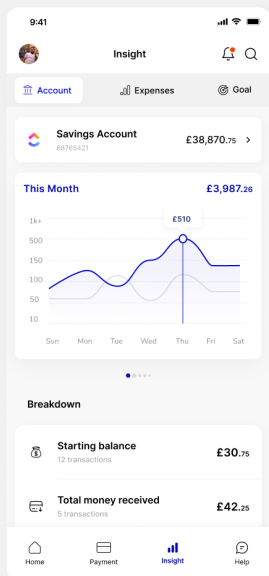 9:41
Insight
Account
Expenses
Goal
Savings Account
86765421
£38,870.75
This Month
£3,987.26
£510
1k+
500
150
100
50
10
Sun Mon Tue Wed Thu Fri Sat
Breakdown
Starting balance
12 transactions
£30.75
Total money received
5 transactions
£42.25
Home
Payment
Insight
Help